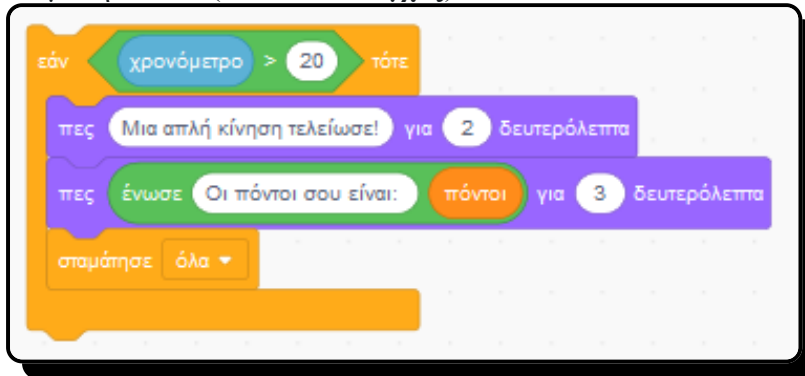 εάν χρονόμετρο > 20 τότε
πες Μια απλή κίνηση τελείωσε! για 2 δευτερόλεπτα
πες ένωσε Οι πόντοι σου είναι: πόντοι για 3 δευτερόλεπτα
σταμάτησε όλα